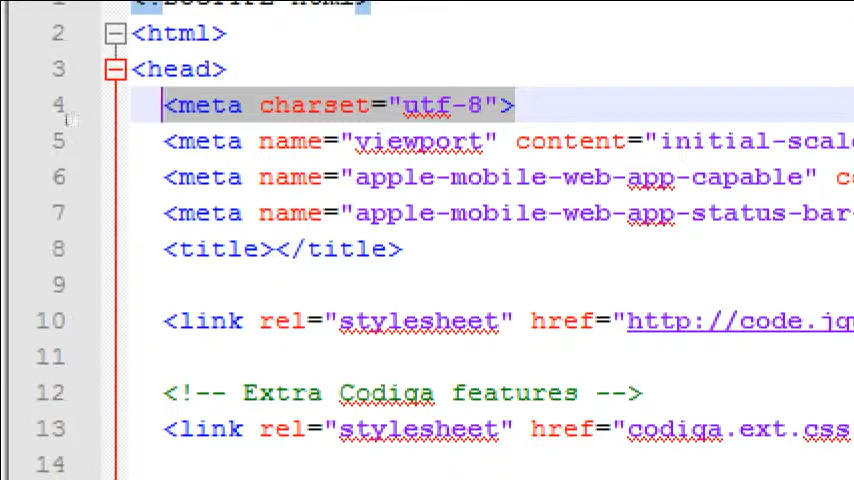 2 <html>
3 <head>
4 <meta charset="utf-8">
5 <meta name="viewport" content="initial-scale
6 <meta name="apple-mobile-web-app-capable" co
7 <meta name="apple-mobile-web-app-status-bar-
8 <title></title>
9
10 <link rel="stylesheet" href="http://code.jqu
11
12 <!-- Extra Codiqa features -->
13 <link rel="stylesheet" href="codiqa.ext.css
14